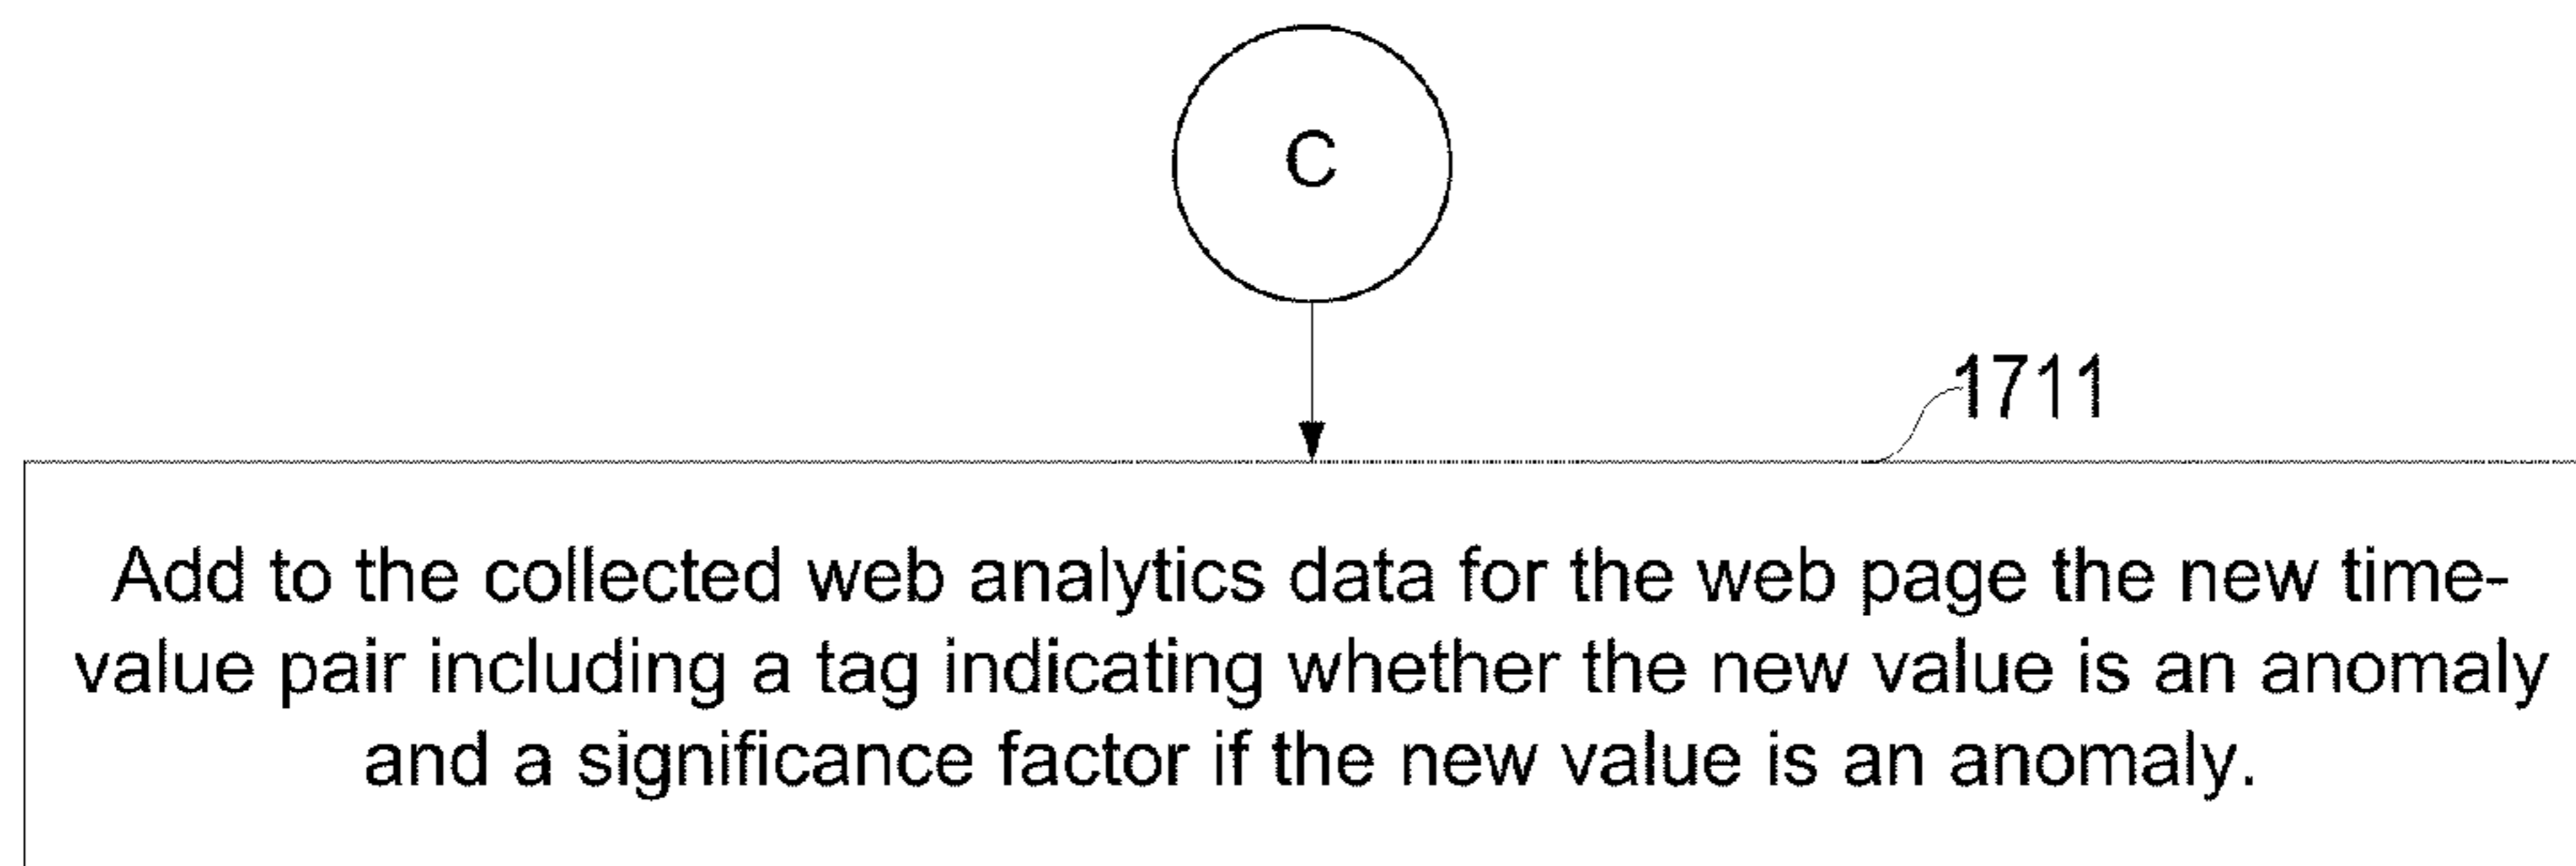 C
1711
Add to the collected web analytics data for the web page the new time-
value pair including a tag indicating whether the new value is an anomaly
and a significance factor if the new value is an anomaly.